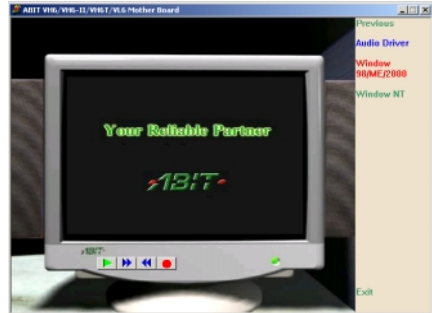 ABIT VH6/VH6-II/VH6T/VL6 Mother Board
Previous
Audio Driver
Window
98/ME/2000
Window NT
Your Reliable Partner
ABIT
ABIT
Exit